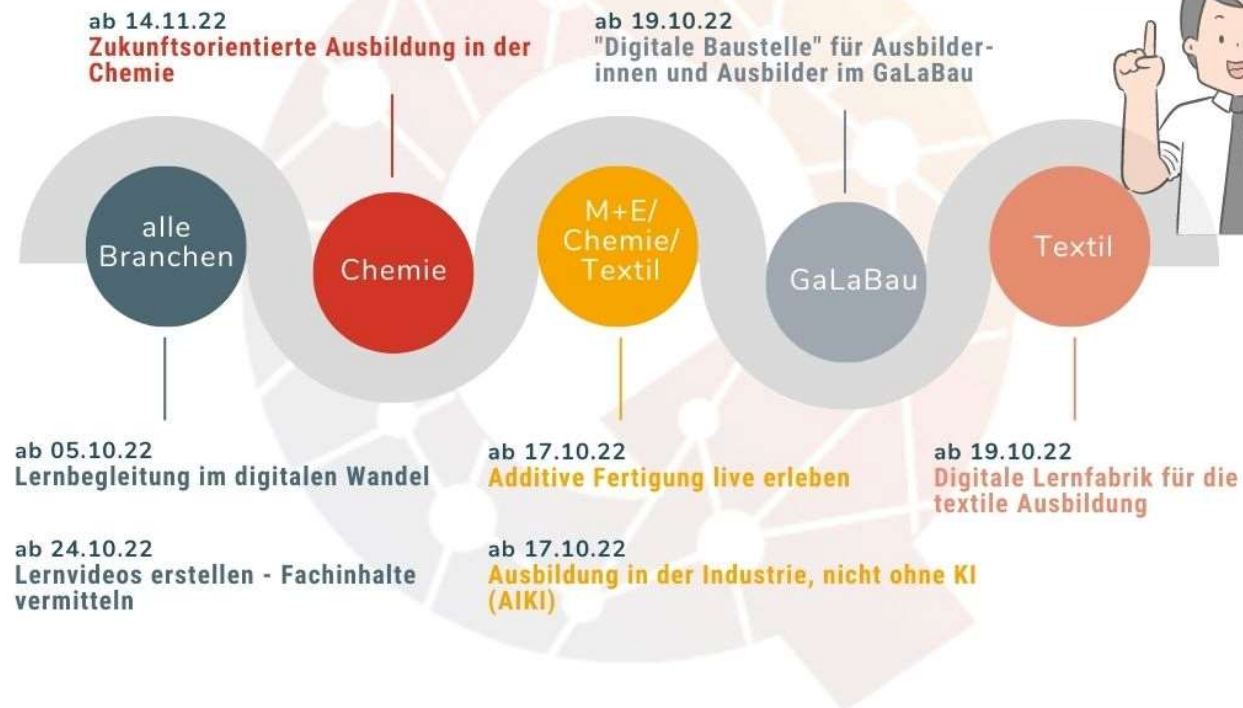 ab 14.11.22
Zukunftsorientierte Ausbildung in der
Chemie
ab 19.10.22
"Digitale Baustelle" für Ausbilder-
innen und Ausbilder im GaLaBau
alle
Branchen
Chemie
M+E/
Chemie/
Textil
GaLaBau
Textil
ab 05.10.22
Lernbegleitung im digitalen Wandel
ab 24.10.22
Lernvideos erstellen - Fachinhalte
vermitteln
ab 17.10.22
Additive Fertigung live erleben
ab 17.10.22
Ausbildung in der Industrie, nicht ohne KI
(AIKI)
ab 19.10.22
Digitale Lernfabrik für die
textile Ausbildung